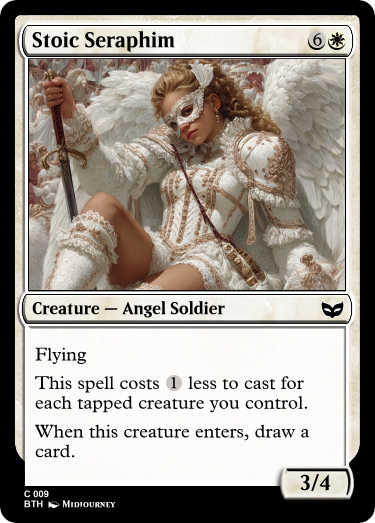 Stoic Seraphim 6
Creature — Angel Soldier
Flying
This spell costs 1 less to cast for
each tapped creature you control.
When this creature enters, draw a
card.
3/4
C 009
BTH Midjourney